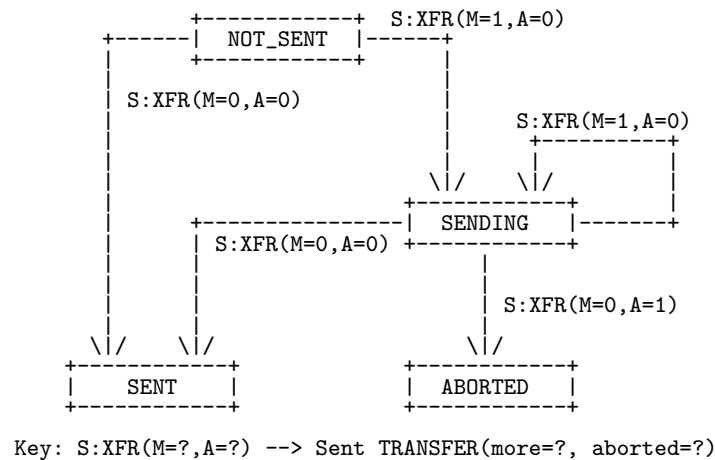 S:XFR(M=1,A=0)
NOT_SENT
S:XFR(M=0,A=0)
S:XFR(M=1,A=0)
SENDING
S:XFR(M=0,A=0)
S:XFR(M=0,A=1)
SENT
ABORTED
Key: S:XFR(M=?,A=?) --> Sent TRANSFER(more=?, aborted=?)